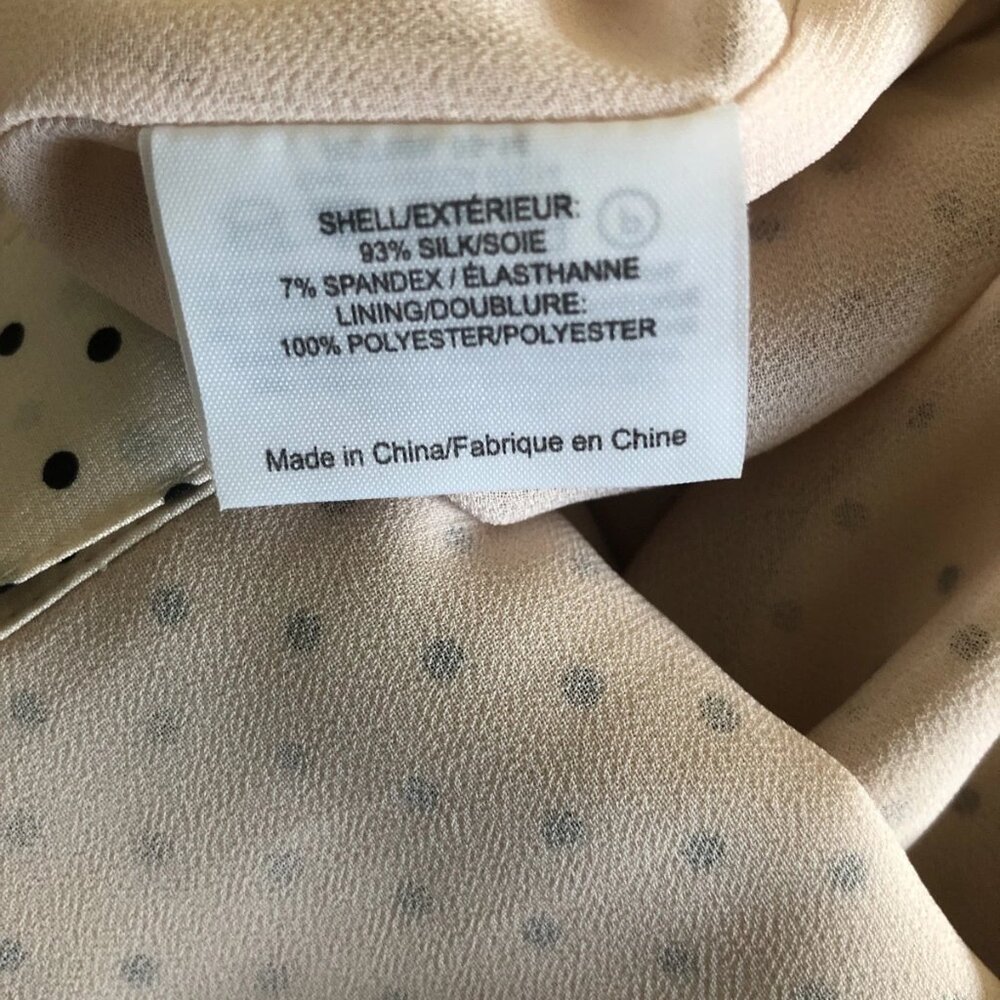 SHELL/EXTÉRIEUR:
93% SILK/SOIE
7% SPANDEX / ÉLASTHANNE
LINING/DOUBLURE:
100% POLYESTER/POLYESTER
Made in China/Fabrique en Chine